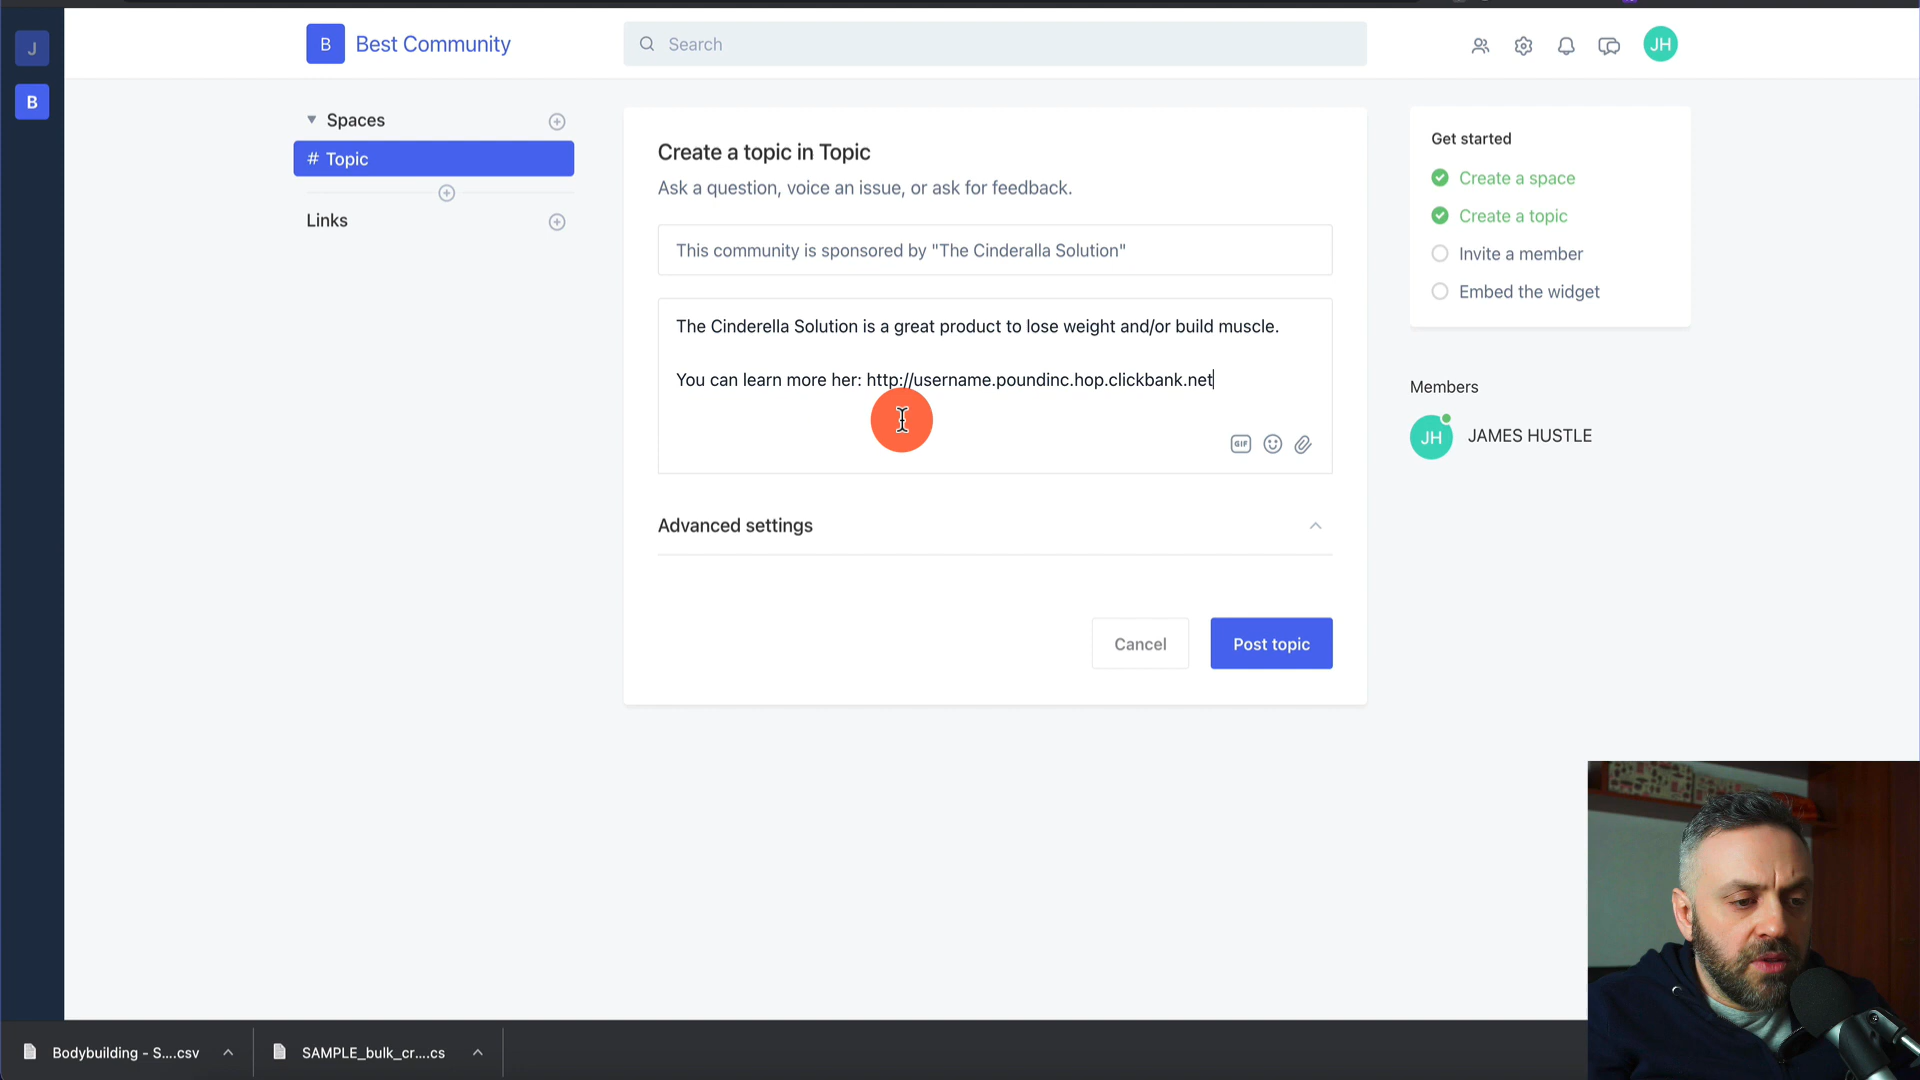 J
B
B Best Community
Search
JH
Spaces
# Topic
Links
Create a topic in Topic
Ask a question, voice an issue, or ask for feedback.
This community is sponsored by "The Cinderalla Solution"
The Cinderella Solution is a great product to lose weight and/or build muscle.
You can learn more her: http://username.poundinc.hop.clickbank.net
GIF
Advanced settings
Cancel
Post topic
Get started
Create a space
Create a topic
Invite a member
Embed the widget
Members
JH JAMES HUSTLE
Bodybuilding - S....csv
SAMPLE_bulk_cr....cs